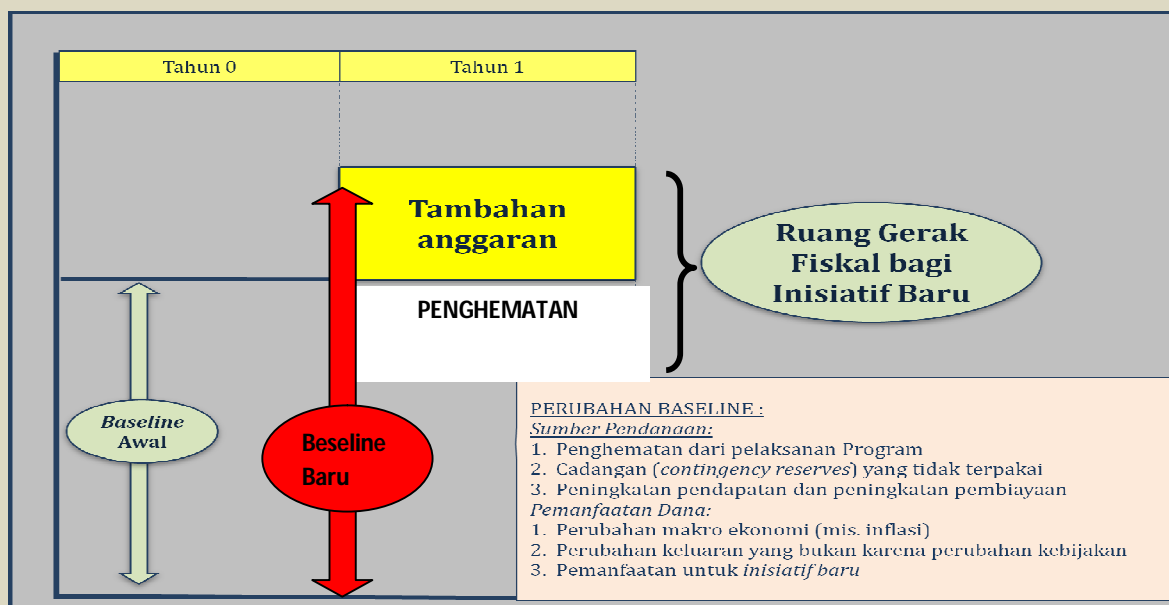 Tahun 0
Tahun 1
Tambahan
anggaran
Ruang Gerak
Fiskal bagi
Inisiatif Baru
PENGHEMATAN
Baseline
Awal
Beseline
Baru
PERUBAHAN BASELINE :
Sumber Pendanaan:
1. Penghematan dari pelaksanan Program
2. Cadangan (contingency reserves) yang tidak terpakai
3. Peningkatan pendapatan dan peningkatan pembiayaan
Pemanfaatan Dana:
1. Perubahan makro ekonomi (mis. inflasi)
2. Perubahan keluaran yang bukan karena perubahan kebijakan
3. Pemanfaatan untuk inisiatif baru